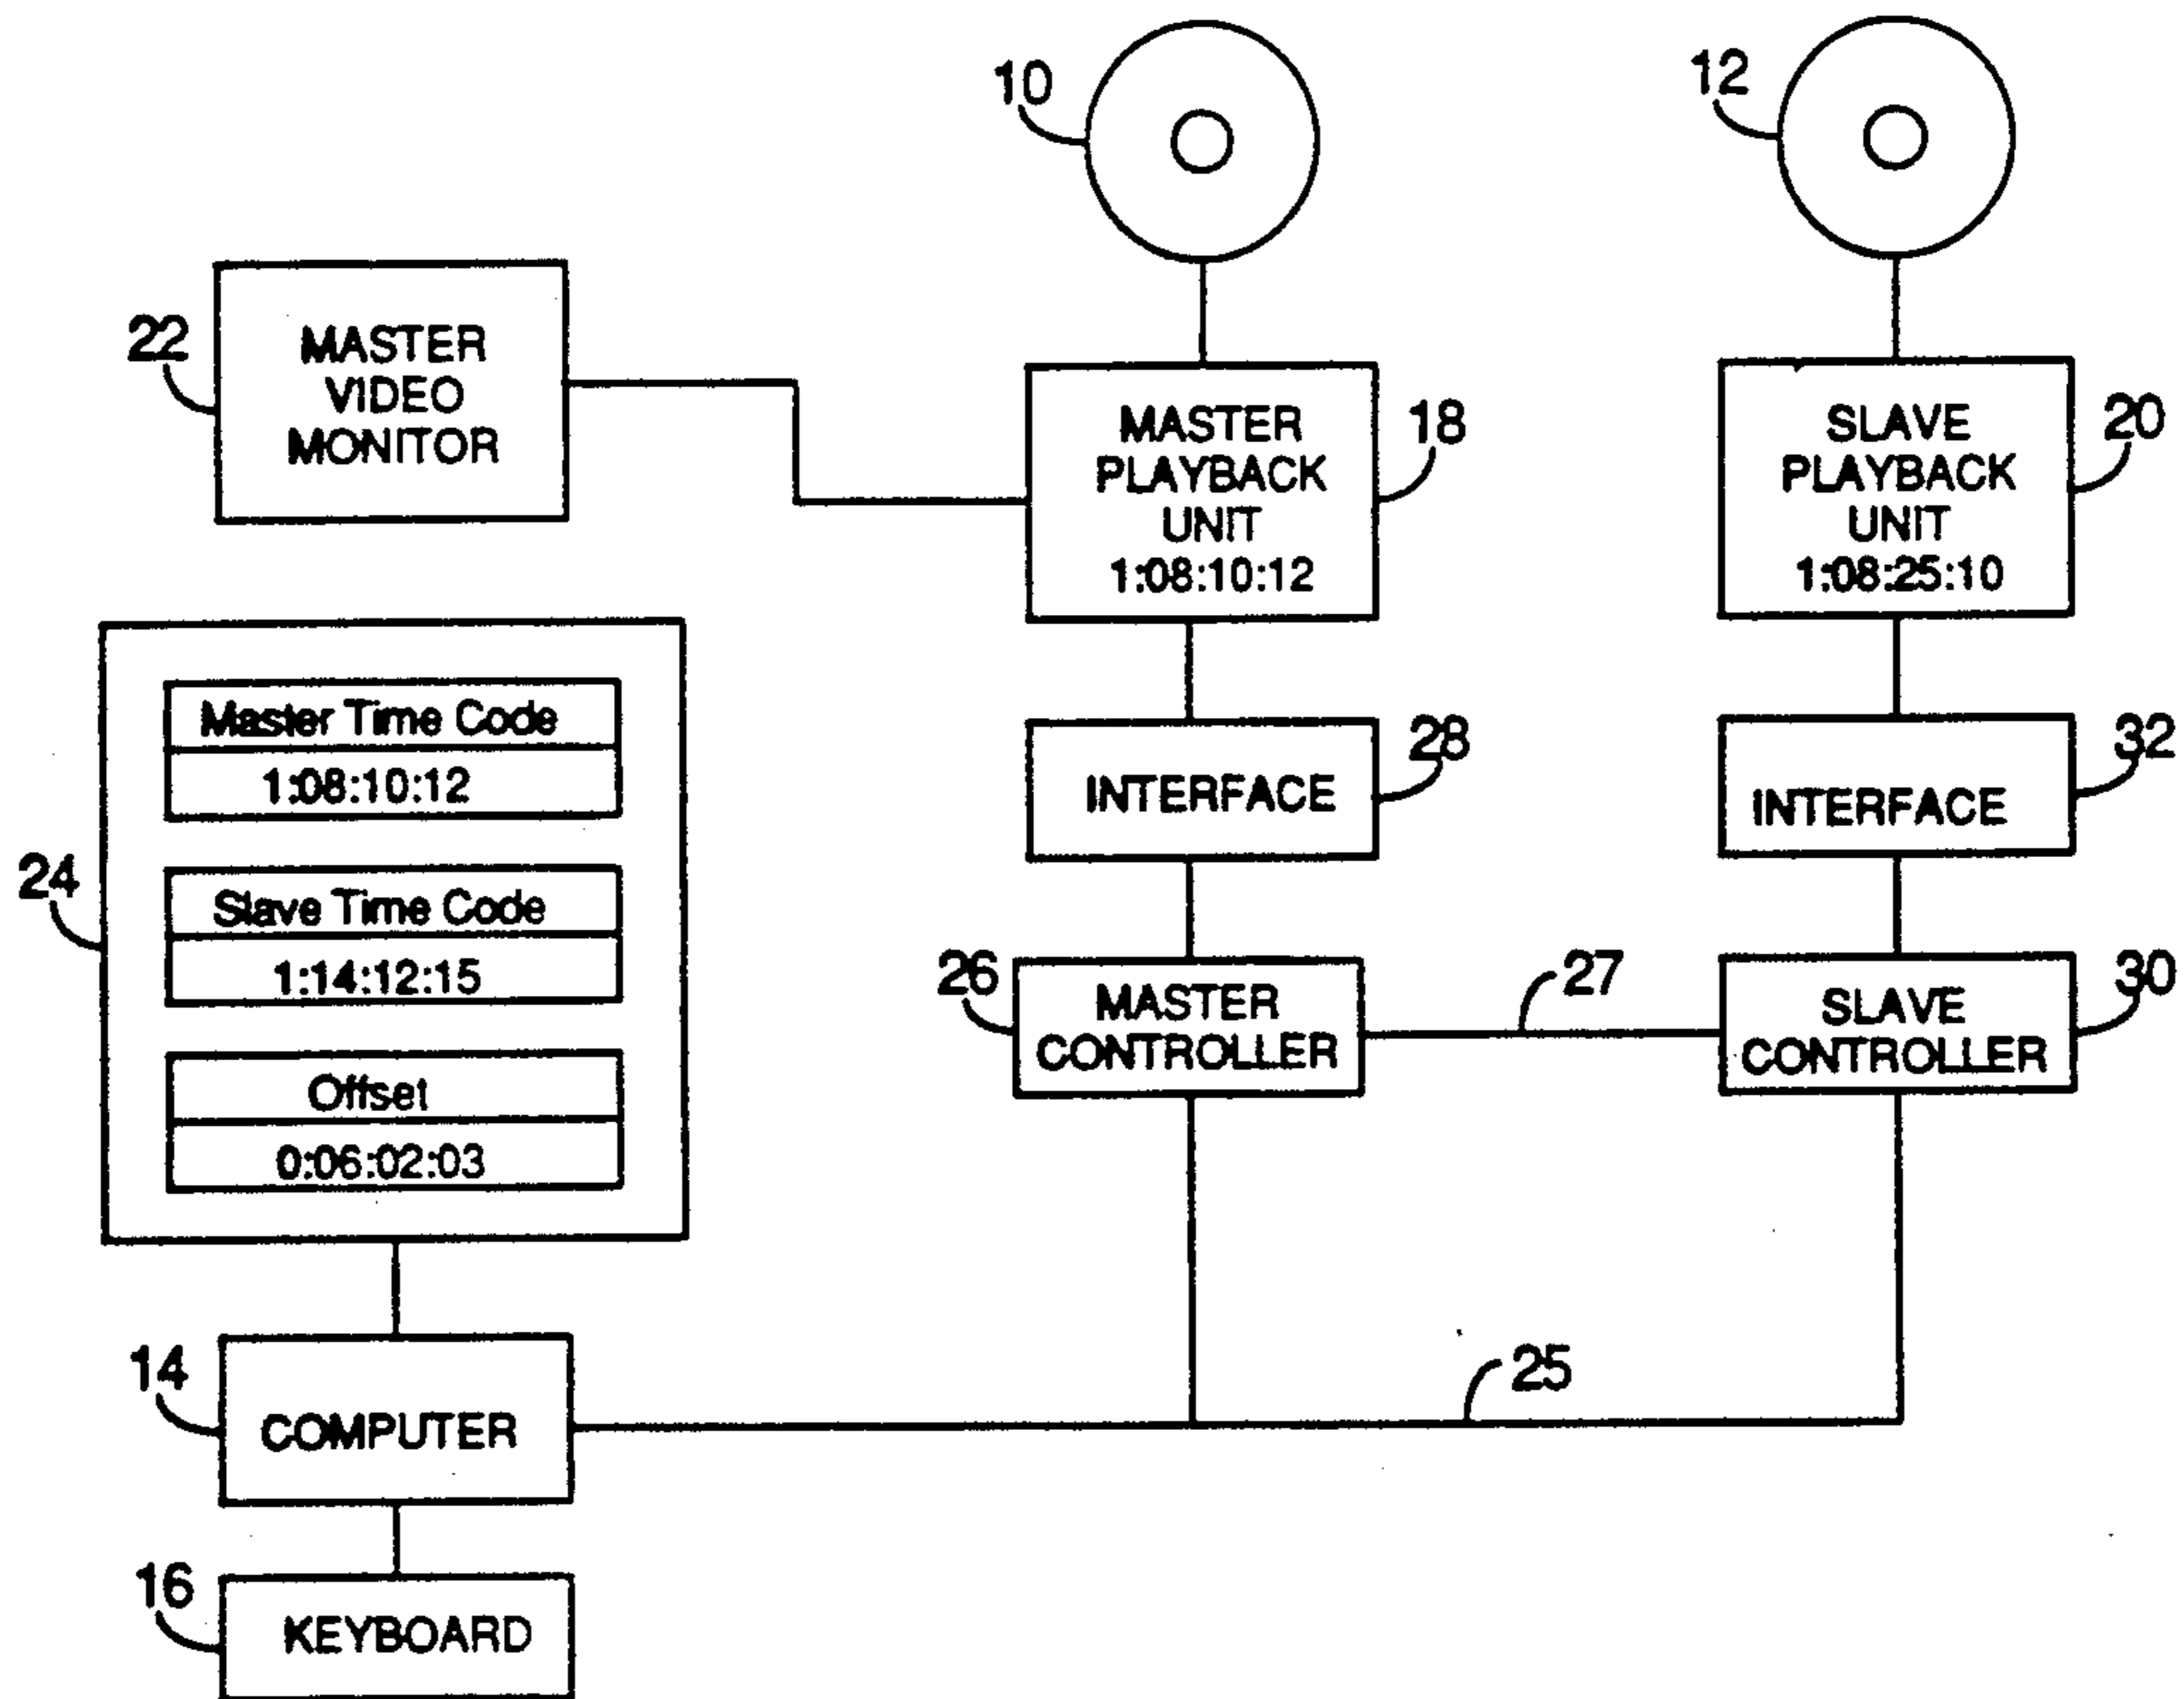 10
12
22
MASTER
VIDEO
MONITOR
MASTER
PLAYBACK
UNIT
1:08:10:12
18
SLAVE
PLAYBACK
UNIT
1:08:25:10
20
24
Master Time Code
1:08:10:12
Slave Time Code
1:14:12:15
Offset
0:06:02:03
INTERFACE
28
INTERFACE
32
26
MASTER
CONTROLLER
27
SLAVE
CONTROLLER
30
14
COMPUTER
25
16
KEYBOARD